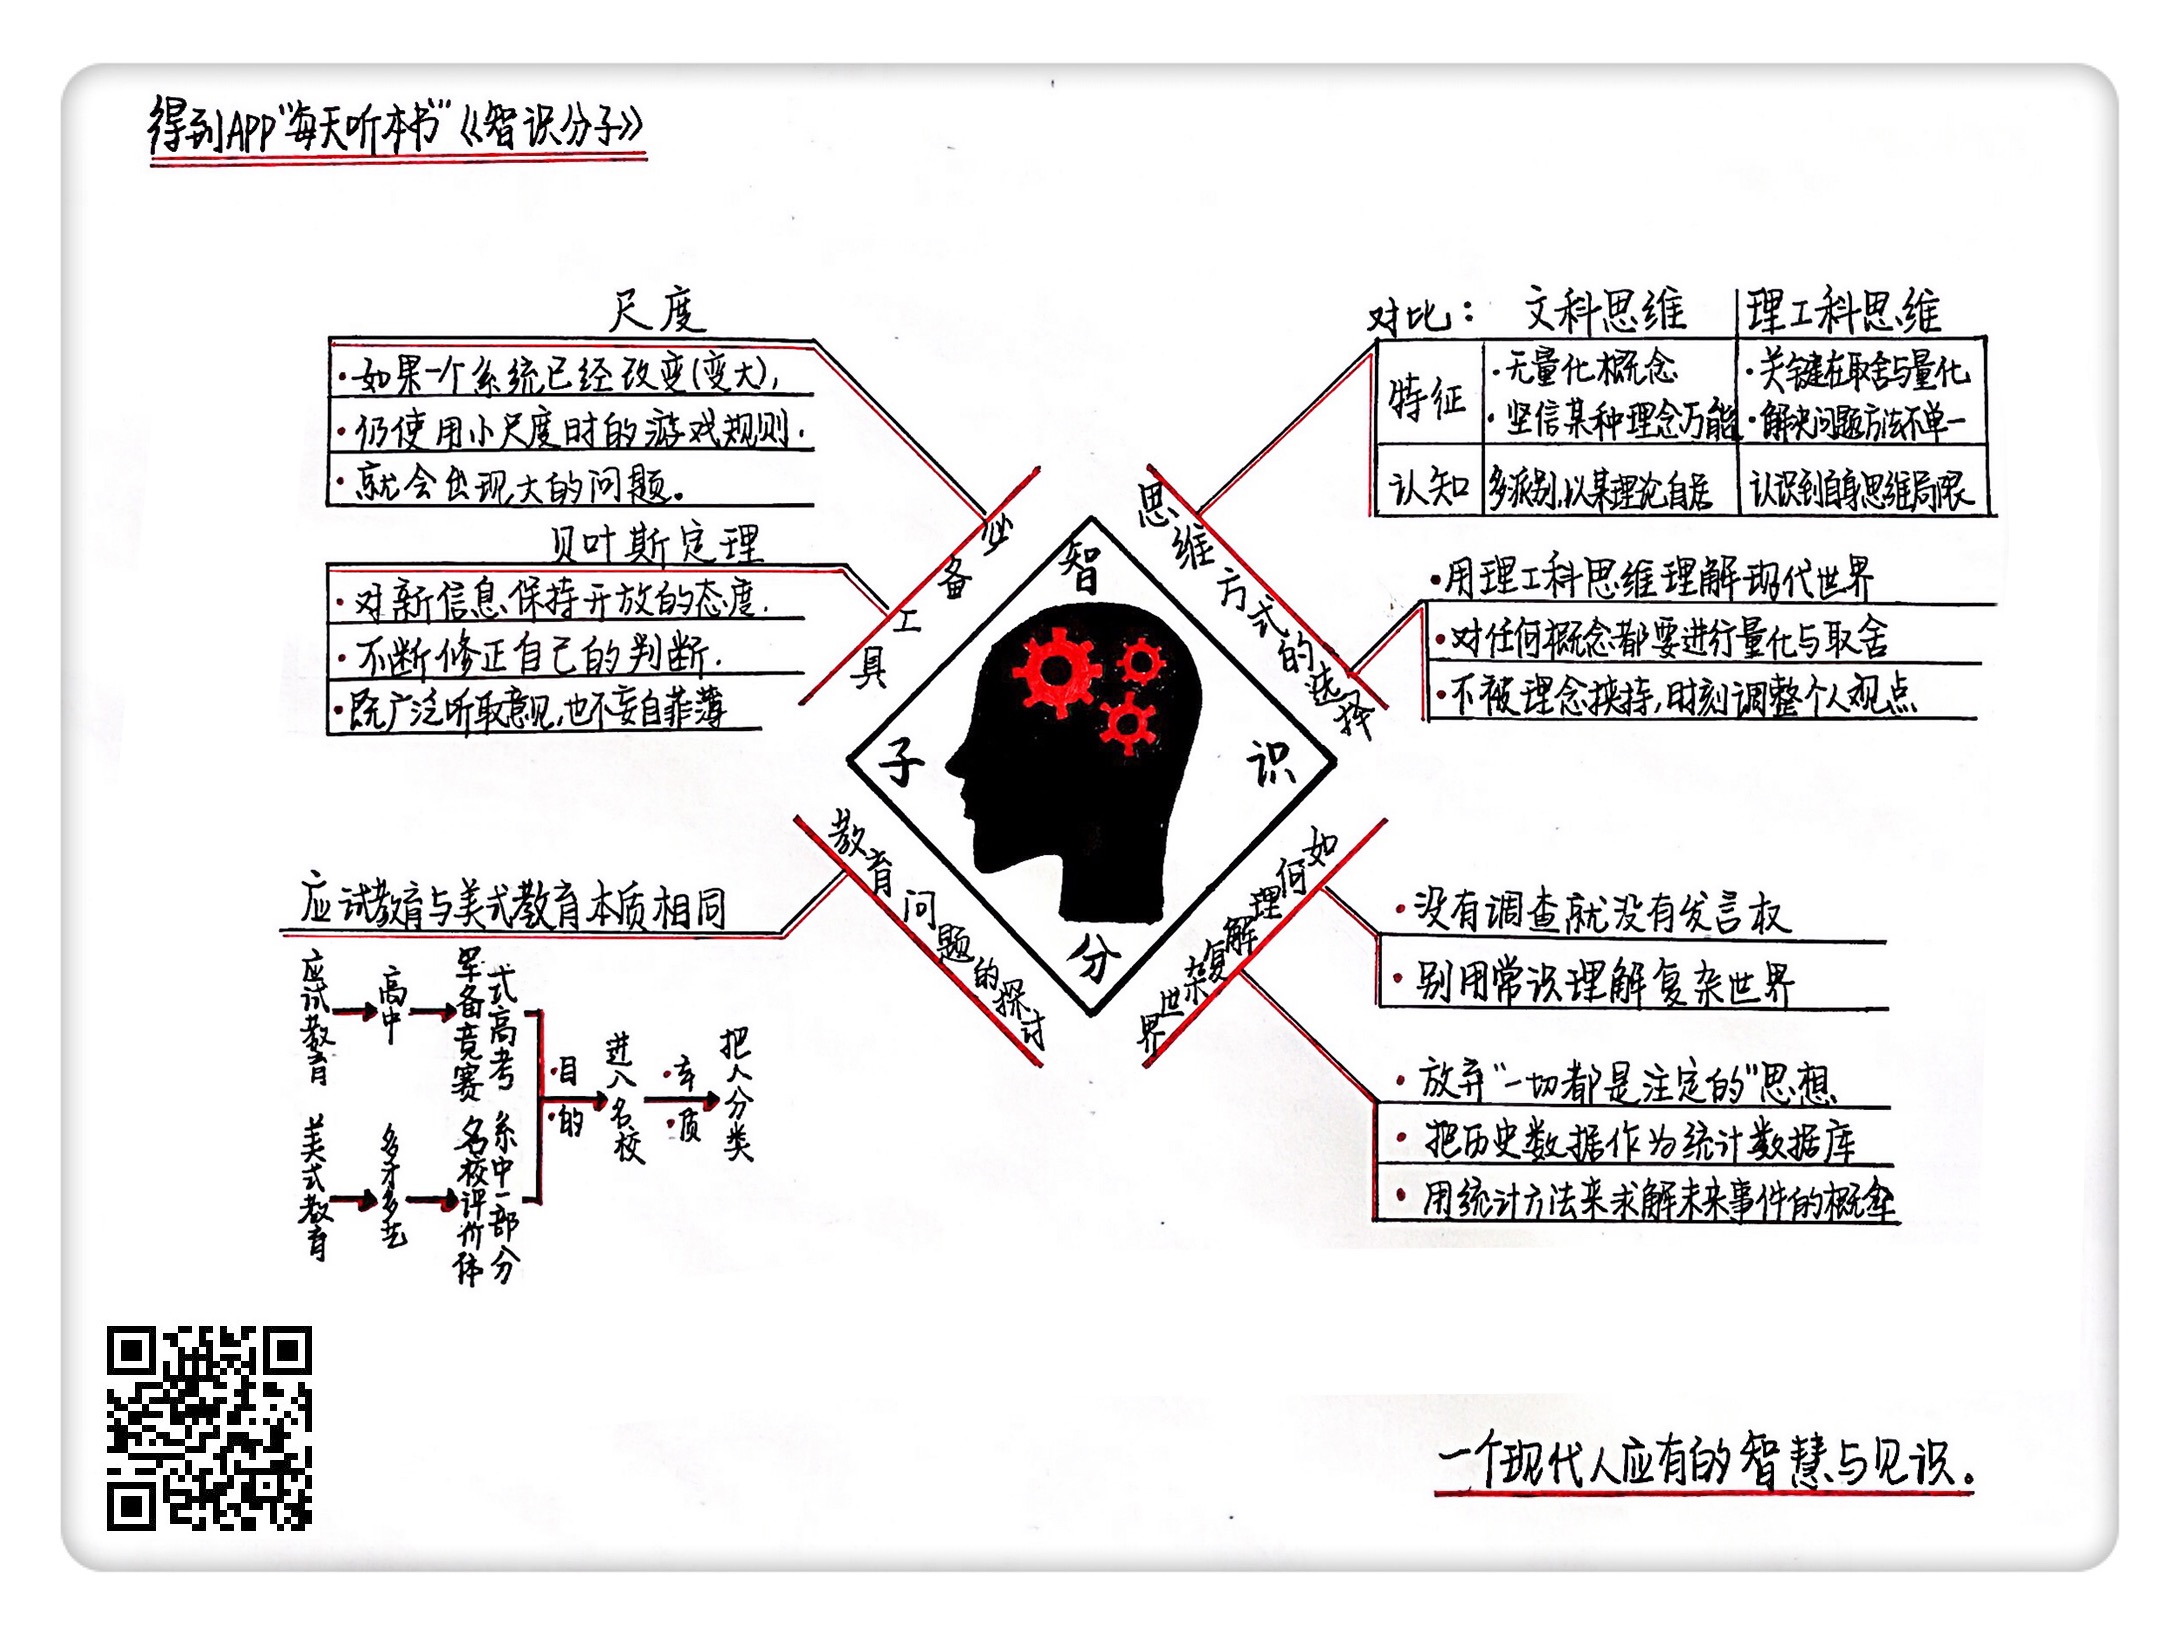 得到APP"每天听本书"《智识分子》
尺度
·如果一个系统已经改变(变大),
·仍使用小尺度时的游戏规则.
·就会出现大的问题。
贝叶斯定理
·对新信息保持开放的态度.
·不断修正自己的判断.
·既广泛听取意见,也不妄自菲薄
必备工具
对比: 文科思维 理工科思维
特征
·无量化概念
·坚信某种理念万能
·关键在取舍与量化
·解决问题方法不单一
认知 多派别,以某理论自居 认识到自身思维局限
·用理工科思维理解现代世界
·对任何概念都要进行量化与取舍
·不被理念挟持,时刻调整个人观点
思维方式的选择
智
识
分
子
应试教育与美式教育本质相同
应试教育
高中
军备竞赛
式高考
美式教育
多才多艺
名校评价体
系中一部分
·目
·的
进入名校
·本
·质
把人分类
教育问题的探讨
如何理解复杂世界
·没有调查就没有发言权
·别用常识理解复杂世界
·放弃"一切都是注定的"思想
·把历史数据作为统计数据库
·用统计方法来求解未来事件的概率
一个现代人应有的智慧与见识。